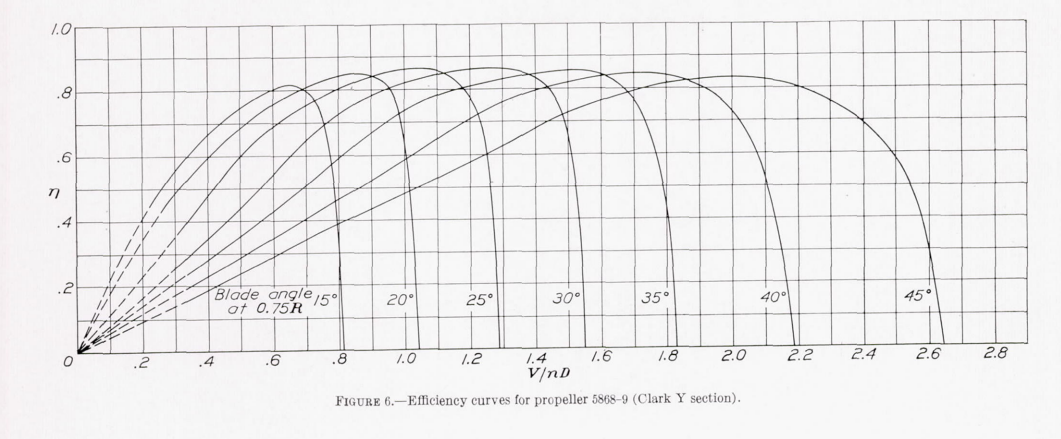 1.0
.8
.6
η
.4
.2
0
Blade angle 15° 20° 25° 30° 35° 40° 45°
at 0.75R
.2 .4 .6 .8 1.0 1.2 1.4 1.6 1.8 2.0 2.2 2.4 2.6 2.8
V/nD
FIGURE 6.—Efficiency curves for propeller 5868-9 (Clark Y section).